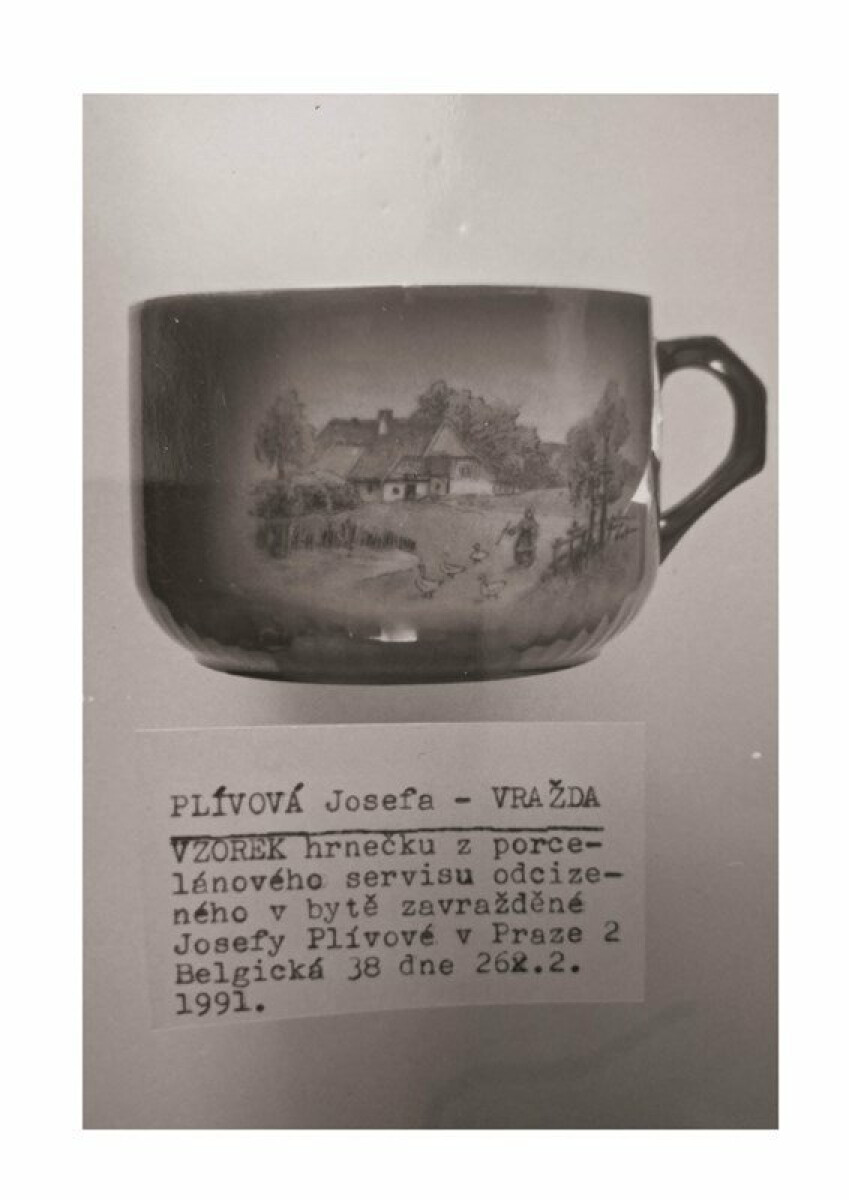 PLÍVOVÁ Josefa - VRAŽDA
VZOREK hrnečku z porce-
lánového servisu odcize-
ného v bytě zavražděné
Josefy Plívové v Praze 2
Belgická 38 dne 26.2.
1991.